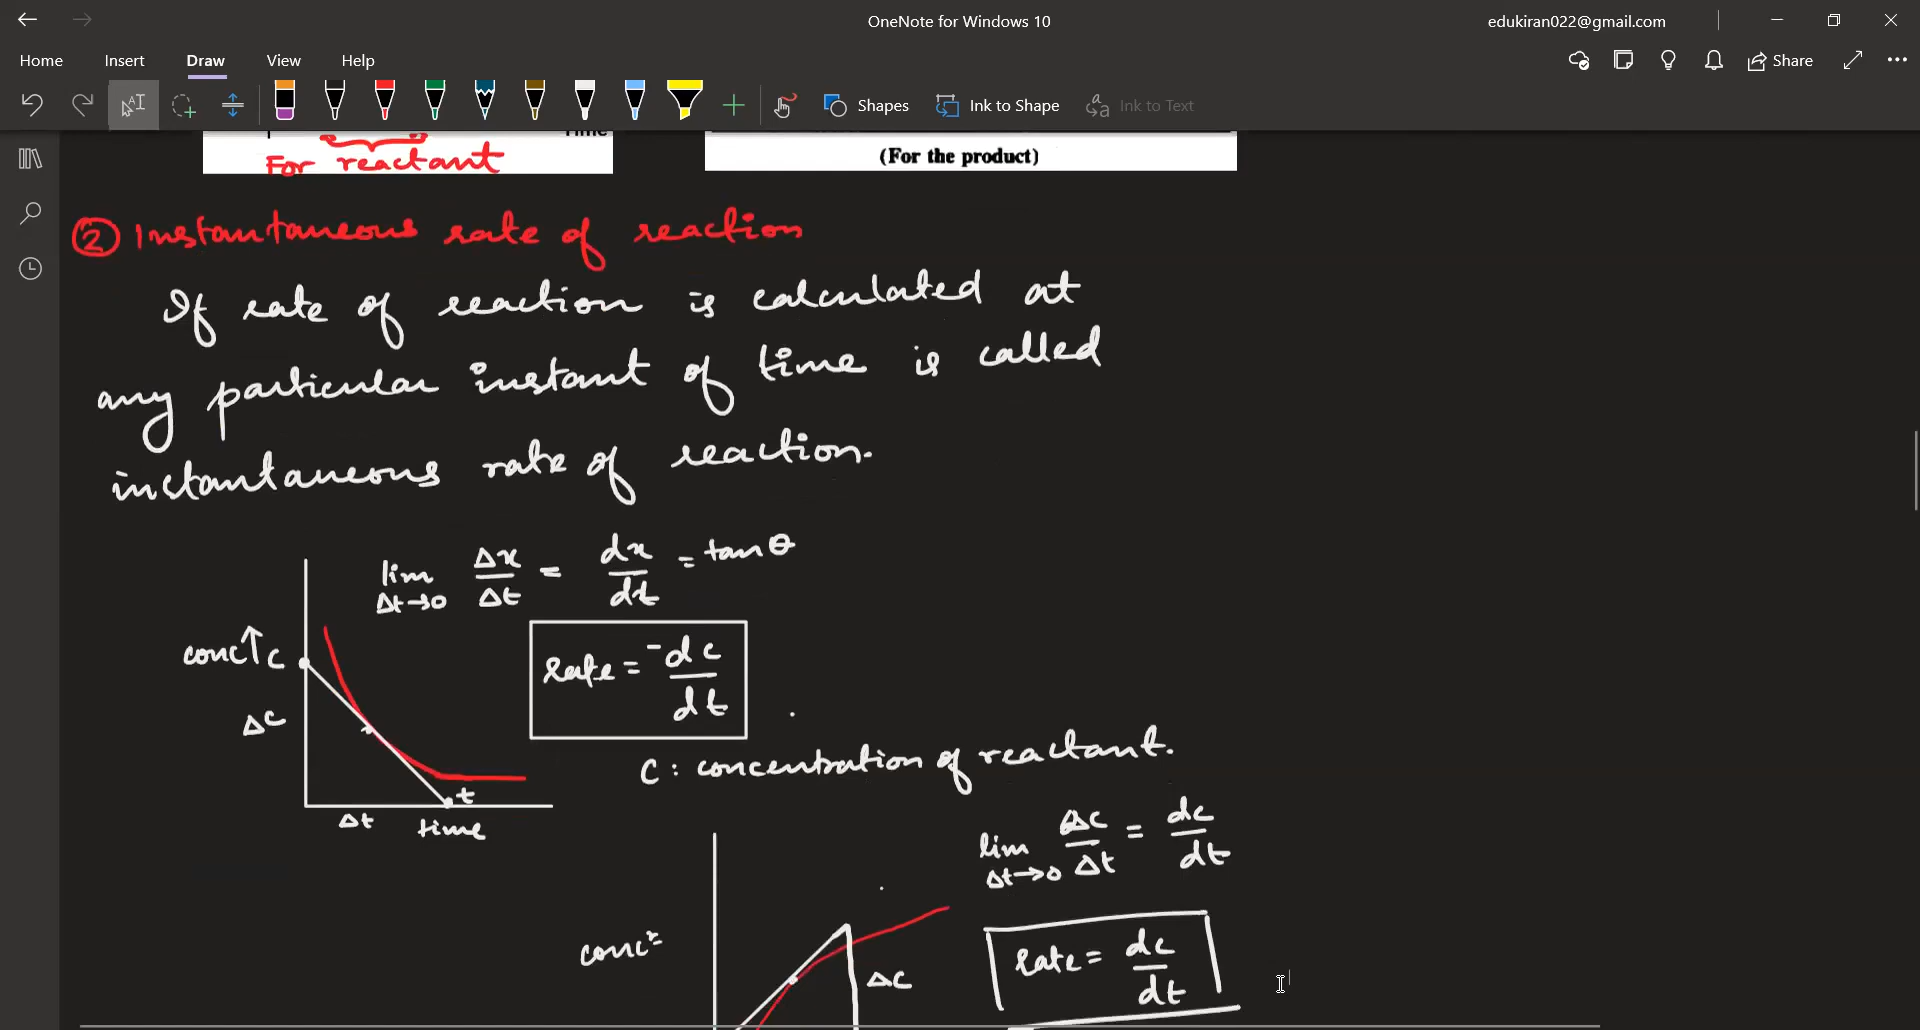 OneNote for Windows 10
edukiran022@gmail.com
Home Insert Draw View Help
Share
Shapes Ink to Shape Ink to Text
Time
For reactant
(For the product)
② Instantaneous rate of reaction
If rate of reaction is calculated at
any particular instant of time is called
instantaneous rate of reaction.
lim Δt→0 Δx/Δt = dx/dt = tan θ
conc↑ C
Rate = -dc/dt
ΔC
C : concentration of reactant.
t
Δt time
lim Δt→0 ΔC/Δt = dc/dt
concⁿ
ΔC
Rate = dc/dt